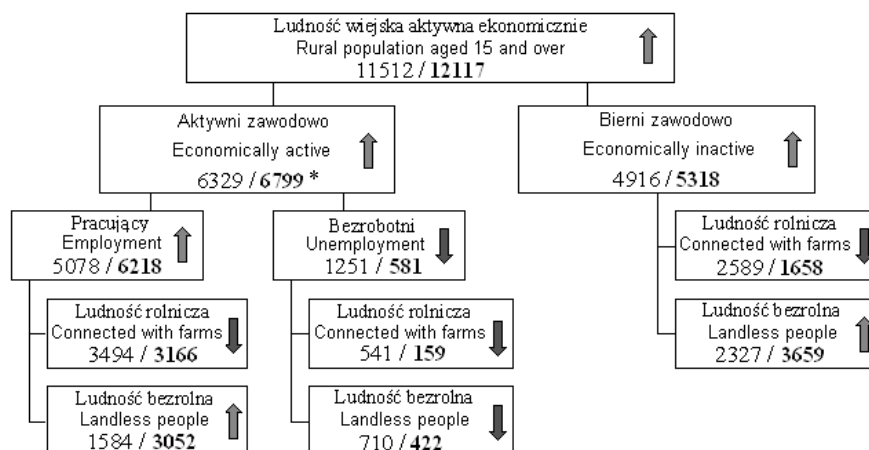 Ludność wiejska aktywna ekonomicznie
Rural population aged 15 and over
11512 / 12117
Aktywni zawodowo
Economically active
6329 / 6799 *
Bierni zawodowo
Economically inactive
4916 / 5318
Pracujący
Employment
5078 / 6218
Bezrobotni
Unemployment
1251 / 581
Ludność rolnicza
Connected with farms
2589 / 1658
Ludność rolnicza
Connected with farms
3494 / 3166
Ludność rolnicza
Connected with farms
541 / 159
Ludność bezrolna
Landless people
2327 / 3659
Ludność bezrolna
Landless people
1584 / 3052
Ludność bezrolna
Landless people
710 / 422